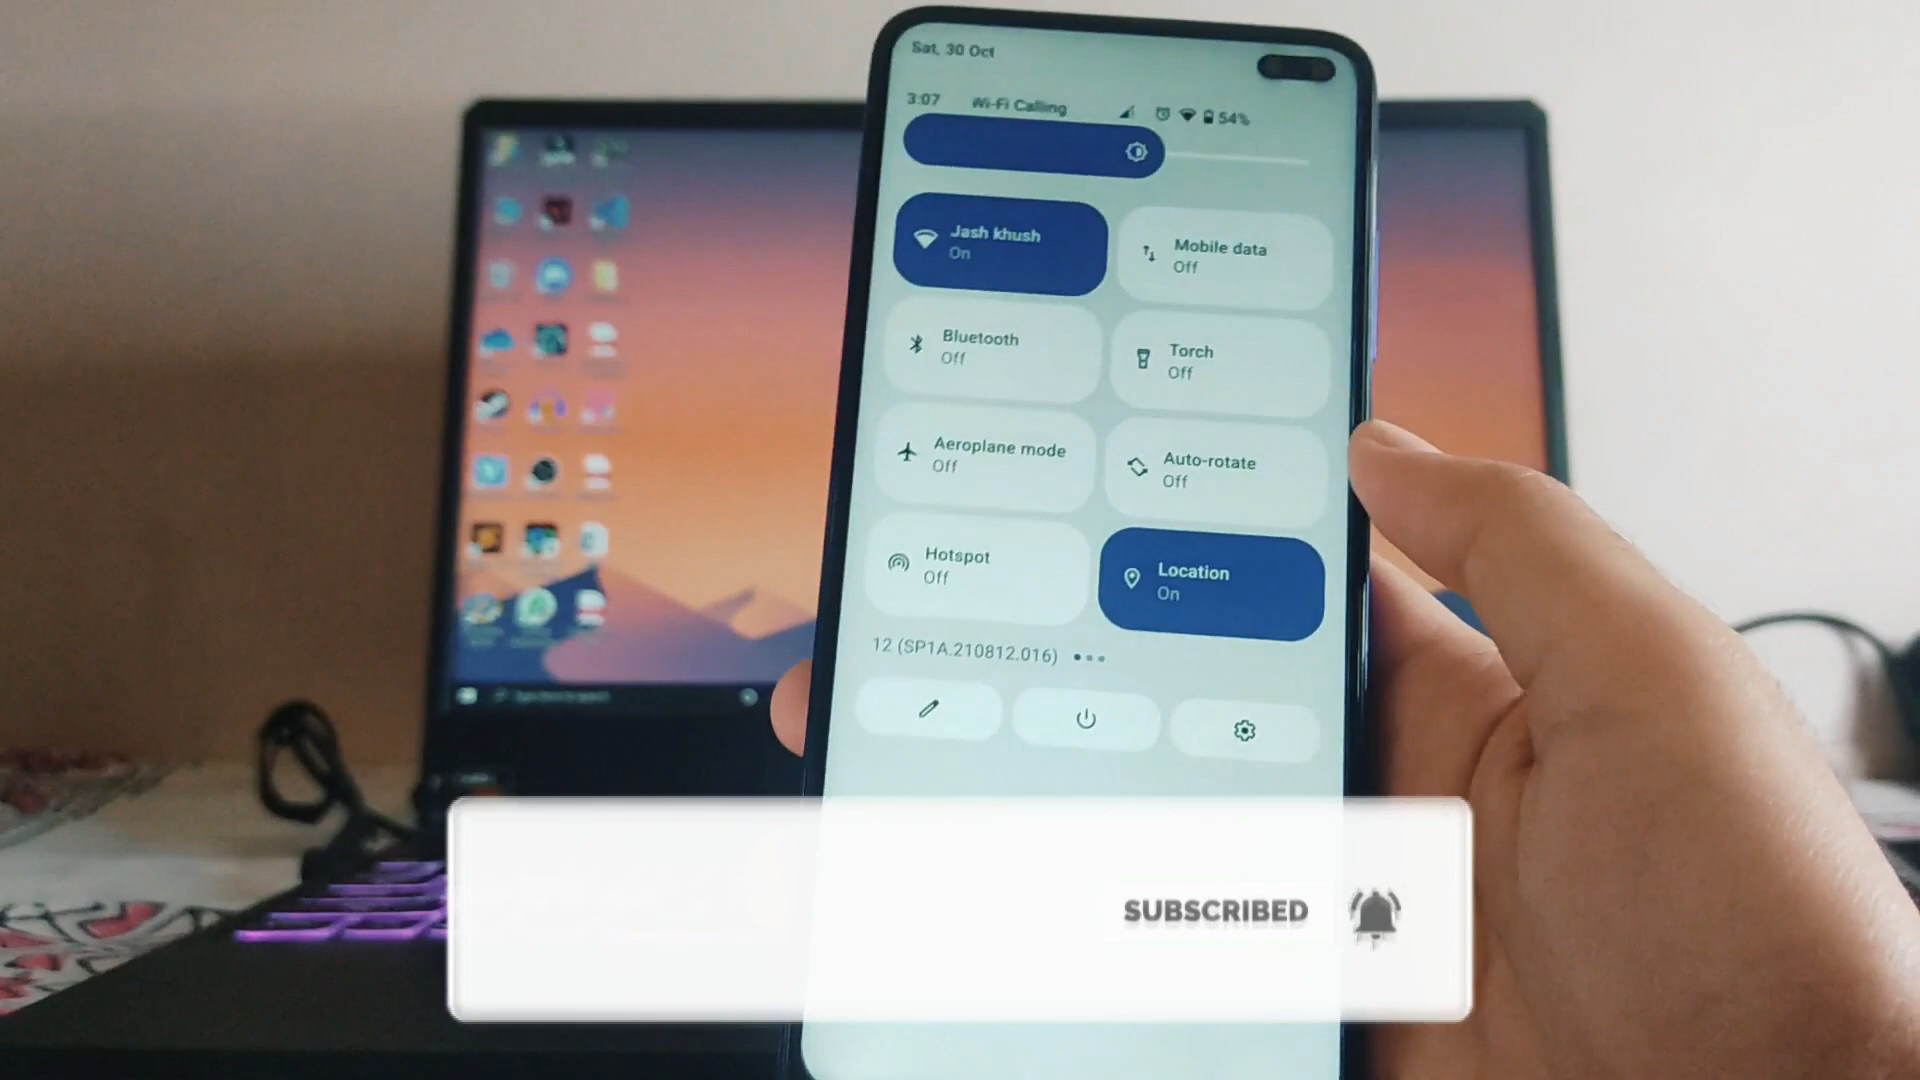 Sat, 30 Oct
3:07 Wi-Fi Calling 54%
Jash khush
On
Mobile data
Off
Bluetooth
Off
Torch
Off
Aeroplane mode
Off
Auto-rotate
Off
Hotspot
Off
Location
On
12 (SP1A.210812.016)
SUBSCRIBED